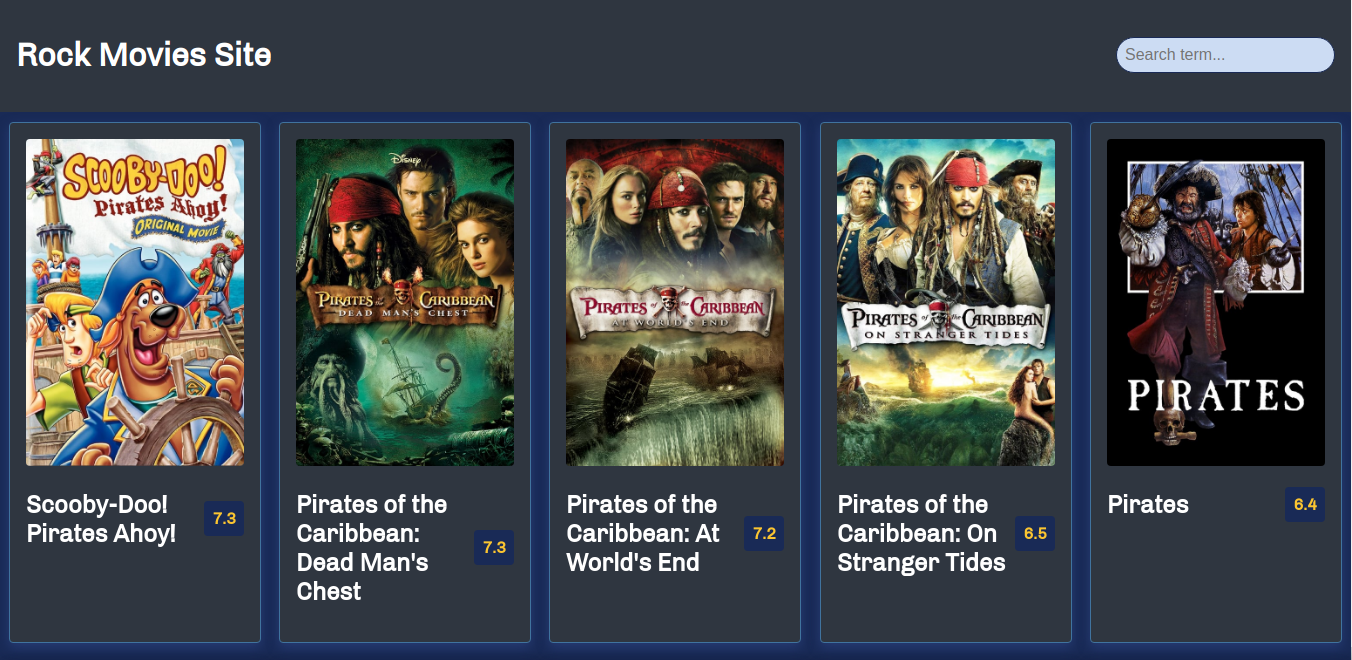 Rock Movies Site
Search term...
SCOOBY-DOO!
Pirates Ahoy!
ORIGINAL MOVIE
Scooby-Doo!
Pirates Ahoy!
7.3
DISNEY
PIRATES of the CARIBBEAN
DEAD MAN'S CHEST
Pirates of the
Caribbean:
Dead Man's
Chest
7.3
PIRATES of the CARIBBEAN
AT WORLD'S END
Pirates of the
Caribbean: At
World's End
7.2
PIRATES of the CARIBBEAN
ON STRANGER TIDES
Pirates of the
Caribbean: On
Stranger Tides
6.5
PIRATES
Pirates
6.4